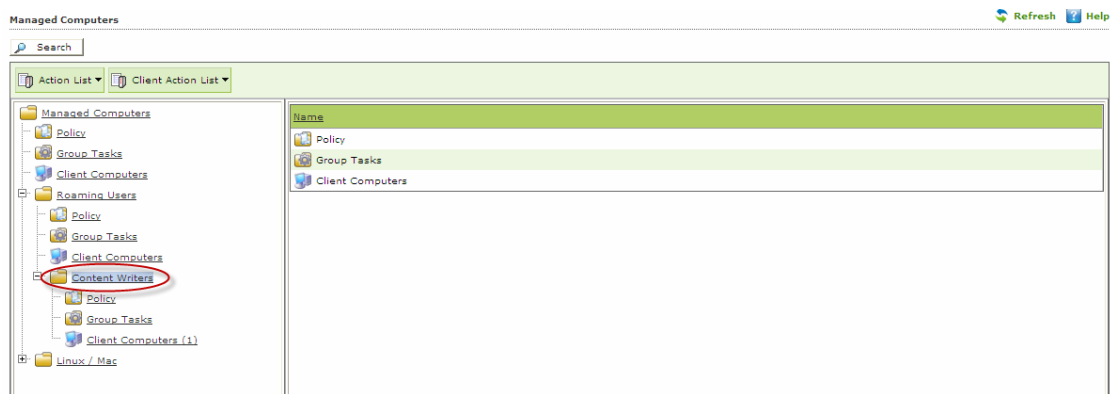 Managed Computers
Refresh Help
Search
Action List Client Action List
Managed Computers
Policy
Group Tasks
Client Computers
Roaming Users
Policy
Group Tasks
Client Computers
Content Writers
Policy
Group Tasks
Client Computers (1)
Linux / Mac
Name
Policy
Group Tasks
Client Computers